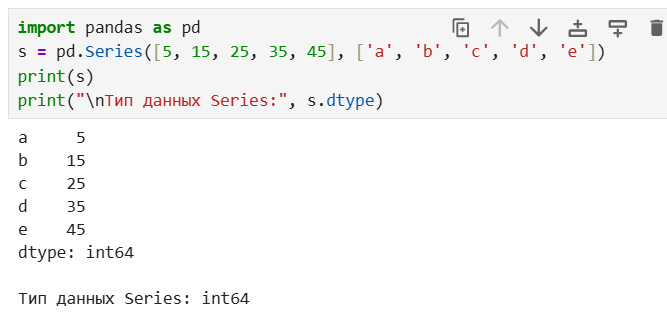 import pandas as pd
s = pd.Series([5, 15, 25, 35, 45], ['a', 'b', 'c', 'd', 'e'])
print(s)
print("\nТип данных Series:", s.dtype)
a     5
b    15
c    25
d    35
e    45
dtype: int64

Тип данных Series: int64